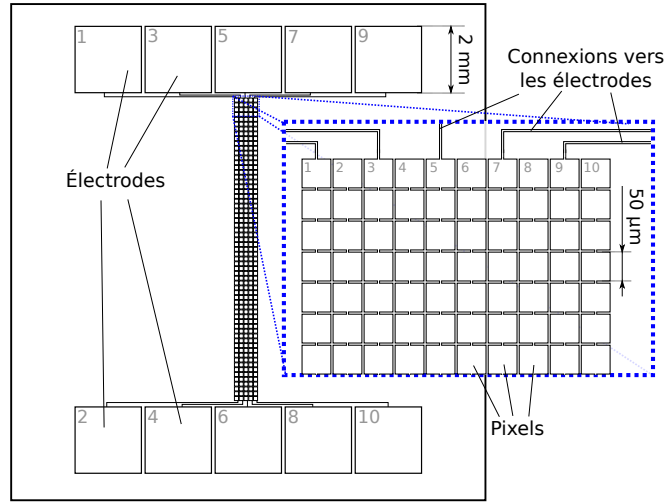 1 3 5 7 9
2 mm
Connexions vers
les électrodes
Électrodes
1 2 3 4 5 6 7 8 9 10
50 µm
Pixels
2 4 6 8 10